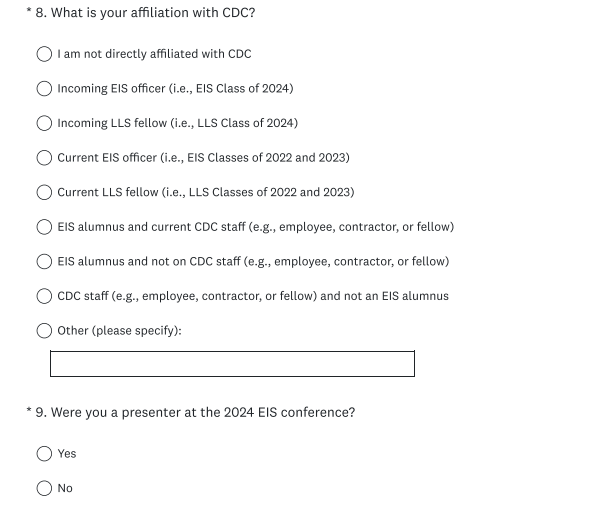 * 8. What is your affiliation with CDC?
I am not directly affiliated with CDC
Incoming EIS officer (i.e., EIS Class of 2024)
Incoming LLS fellow (i.e., LLS Class of 2024)
Current EIS officer (i.e., EIS Classes of 2022 and 2023)
Current LLS fellow (i.e., LLS Classes of 2022 and 2023)
EIS alumnus and current CDC staff (e.g., employee, contractor, or fellow)
EIS alumnus and not on CDC staff (e.g., employee, contractor, or fellow)
CDC staff (e.g., employee, contractor, or fellow) and not an EIS alumnus
Other (please specify):
* 9. Were you a presenter at the 2024 EIS conference?
Yes
No